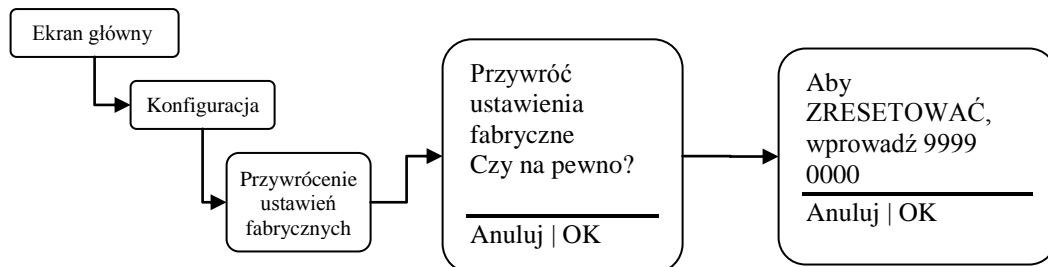 Ekran główny
Konfiguracja
Przywrócenie
ustawień
fabrycznych
Przywróć
ustawienia
fabryczne
Czy na pewno?
Anuluj | OK
Aby
ZRESETOWAĆ,
wprowadź 9999
0000
Anuluj | OK